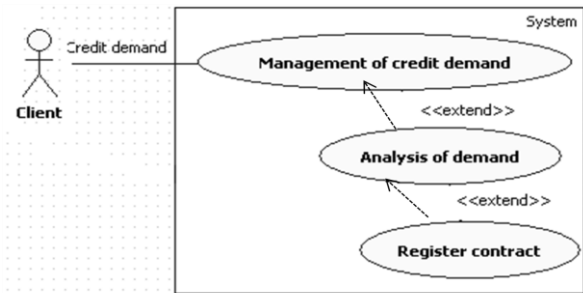 System
Credit demand
Management of credit demand
Client
<<extend>>
Analysis of demand
<<extend>>
Register contract